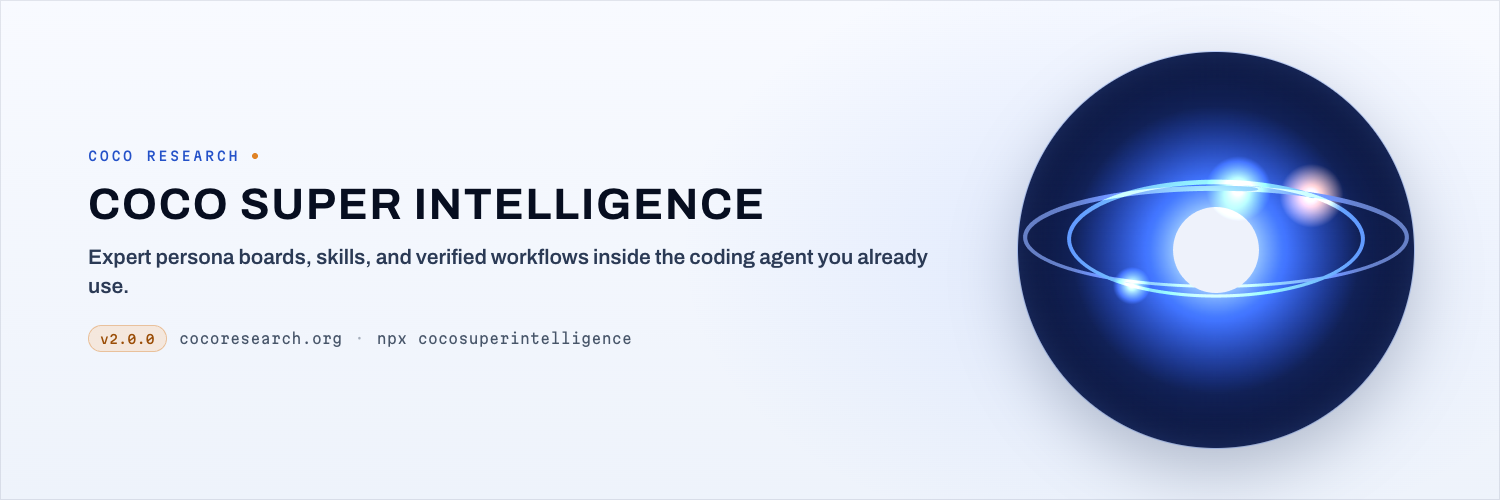 COCO RESEARCH
COCO SUPER INTELLIGENCE
Expert persona boards, skills, and verified workflows inside the coding agent you already
use.
v2.0.0 cocoresearch.org · npx cocosuperintelligence